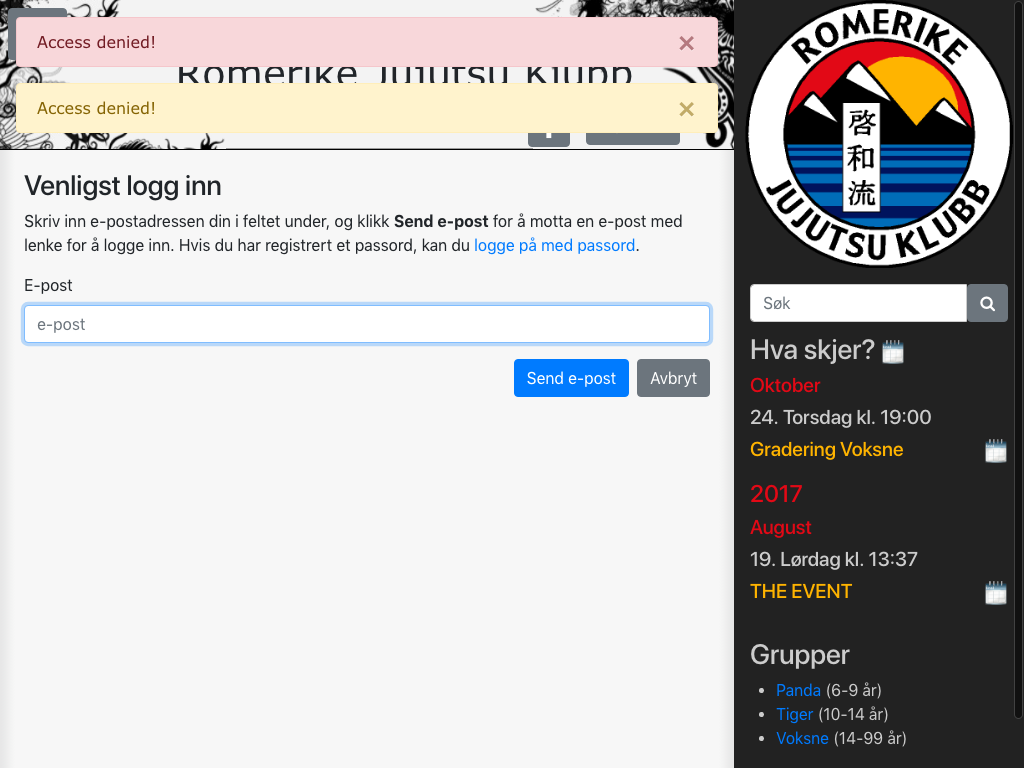 Access denied!
×
Romerike Jujutsu Klubb
Access denied!
×
Venligst logg inn
Skriv inn e-postadressen din i feltet under, og klikk Send e-post for å motta en e-post med
lenke for å logge inn. Hvis du har registrert et passord, kan du logge på med passord.
E-post
e-post
Send e-post
Avbryt
ROMERIKE
啓和流
JUJUTSU KLUBB
Søk
Hva skjer?
Oktober
24. Torsdag kl. 19:00
Gradering Voksne
2017
August
19. Lørdag kl. 13:37
THE EVENT
Grupper
• Panda (6-9 år)
• Tiger (10-14 år)
• Voksne (14-99 år)